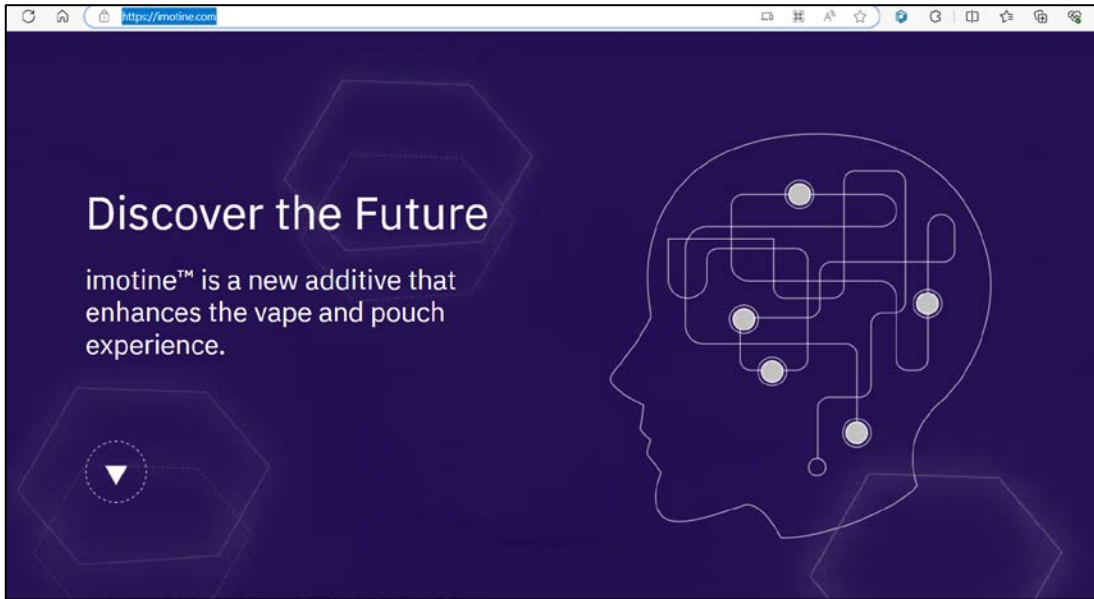 https://imotine.com
Discover the Future
imotine™ is a new additive that
enhances the vape and pouch
experience.